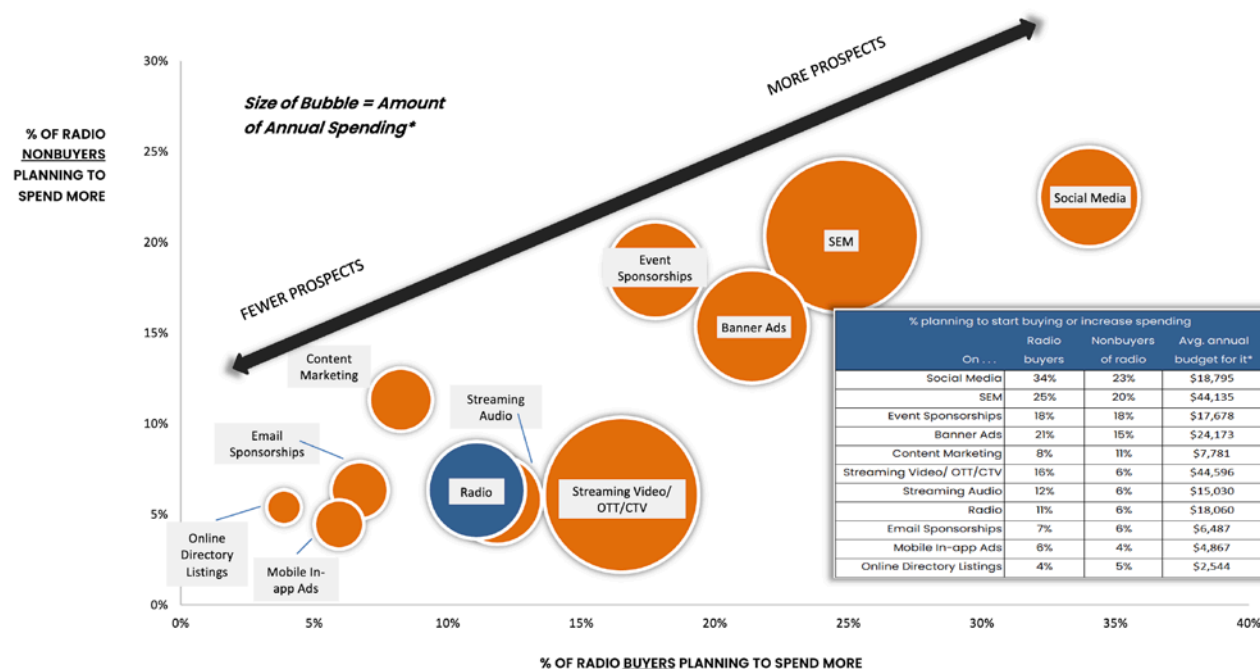 30%
25%
20%
15%
10%
5%
0%
% OF RADIO
NONBUYERS
PLANNING TO
SPEND MORE
Size of Bubble = Amount
of Annual Spending*
MORE PROSPECTS
FEWER PROSPECTS
Social Media
SEM
Event
Sponsorships
Banner Ads
Content
Marketing
Streaming
Audio
Email
Sponsorships
Radio
Streaming Video/
OTT/CTV
Online
Directory
Listings
Mobile In-
app Ads
% planning to start buying or increase spending
Radio Nonbuyers Avg. annual
On . . . buyers of radio budget for it*
Social Media 34% 23% $18,795
SEM 25% 20% $44,135
Event Sponsorships 18% 18% $17,678
Banner Ads 21% 15% $24,173
Content Marketing 8% 11% $7,781
Streaming Video/ OTT/CTV 16% 6% $44,596
Streaming Audio 12% 6% $15,030
Radio 11% 6% $18,060
Email Sponsorships 7% 6% $6,487
Mobile In-app Ads 6% 4% $4,867
Online Directory Listings 4% 5% $2,544
0% 5% 10% 15% 20% 25% 30% 35% 40%
% OF RADIO BUYERS PLANNING TO SPEND MORE